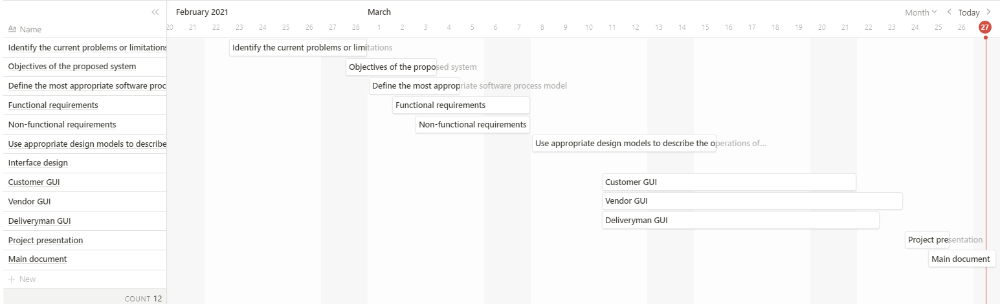 February 2021 March Month Today
Aa Name 20 21 22 23 24 25 26 27 28 1 2 3 4 5 6 7 8 9 10 11 12 13 14 15 16 17 18 19 20 21 22 23 24 25 26 27
Identify the current problems or limitations Identify the current problems or limitations
Objectives of the proposed system Objectives of the proposed system
Define the most appropriate software proc Define the most appropriate software process model
Functional requirements Functional requirements
Non-functional requirements Non-functional requirements
Use appropriate design models to describe Use appropriate design models to describe the operations of...
Interface design
Customer GUI Customer GUI
Vendor GUI Vendor GUI
Deliveryman GUI Deliveryman GUI
Project presentation Project presentation
Main document Main document
+ New
COUNT 12